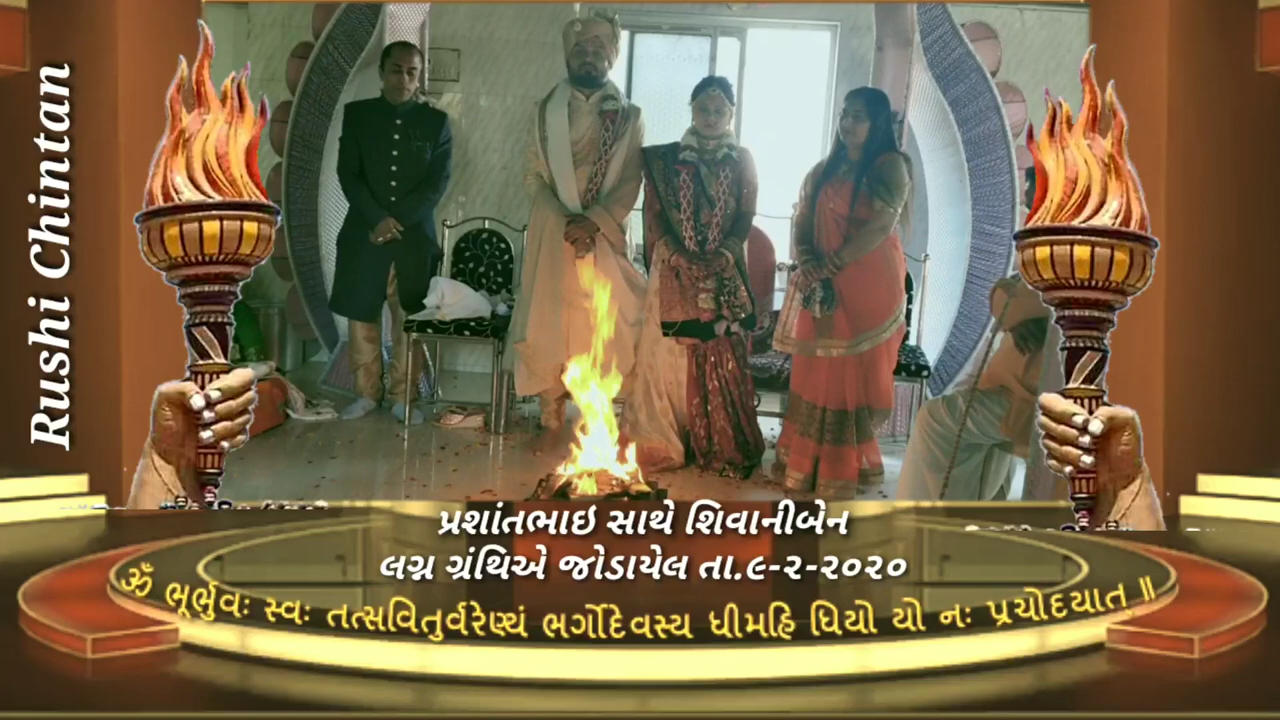 Rushi Chintan
પ્રશાંતભાઇ સાથે શિવાનીબેન
લગ્ન ગ્રંથિએ જોડાયેલ તા.૯-૨-૨૦૨૦
ૐ ભૂર્ભુવઃ સ્વઃ તત્સવિતુર્વરેણ્યં ભર્ગોદેવસ્ય ધીમહિ ધિયો યો નઃ પ્રચોદયાત ॥